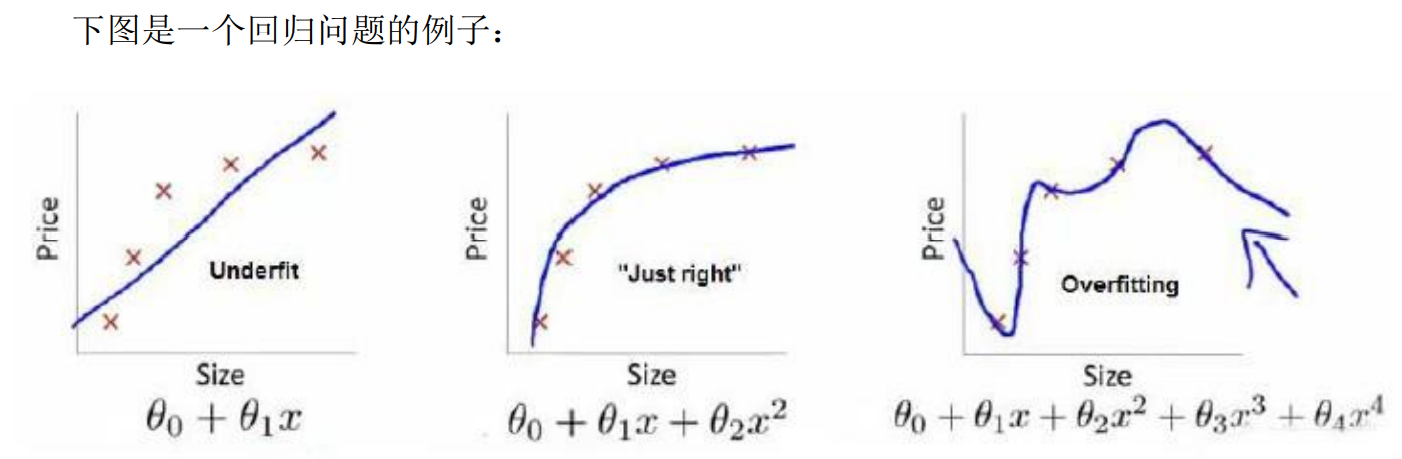 下图是一个回归问题的例子：
Price
Underfit
Size
θ₀ + θ₁x
Price
"Just right"
Size
θ₀ + θ₁x + θ₂x²
Price
Overfitting
Size
θ₀ + θ₁x + θ₂x² + θ₃x³ + θ₄x⁴